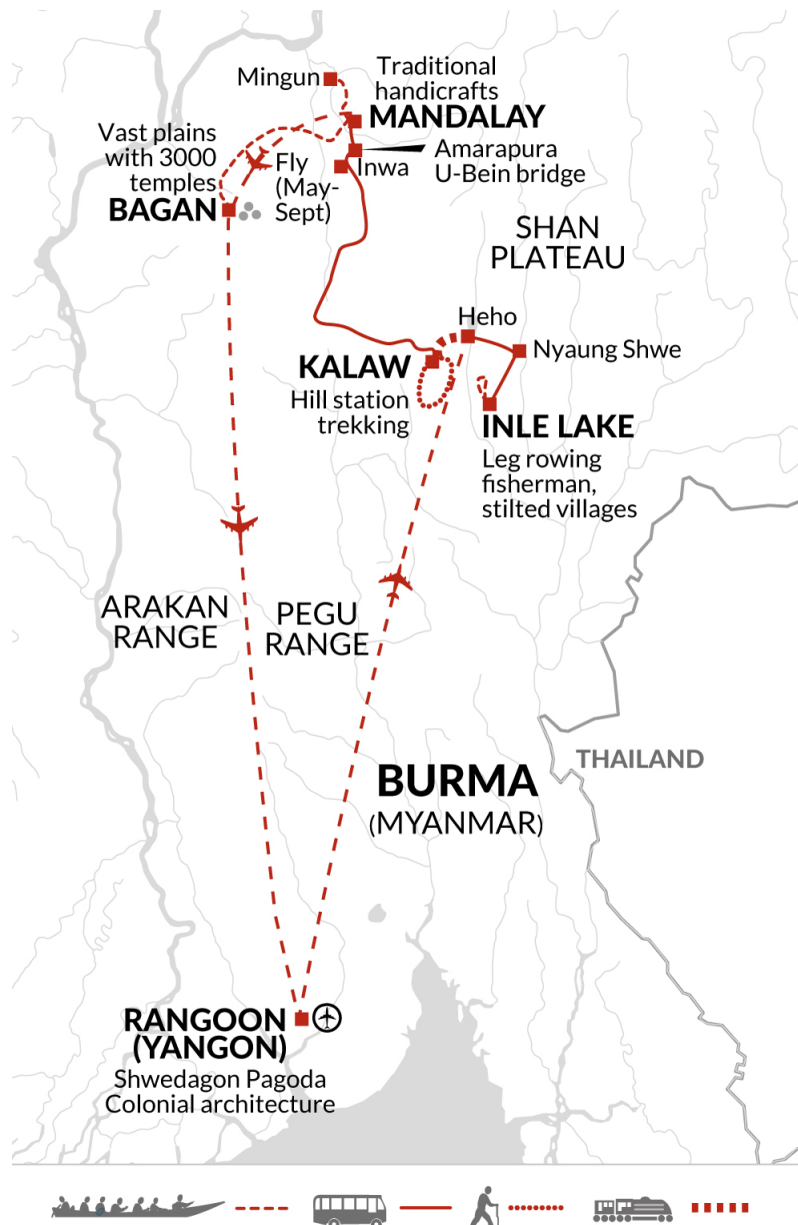 Mingun
Traditional
handicrafts
MANDALAY
Vast plains
with 3000
temples
BAGAN
Fly
(May-
Sept)
Inwa
Amarapura
U-Bein bridge
SHAN
PLATEAU
Heho
Nyaung Shwe
KALAW
Hill station
trekking
INLE LAKE
Leg rowing
fisherman,
stilted villages
ARAKAN
RANGE
PEGU
RANGE
THAILAND
BURMA
(MYANMAR)
RANGOON
(YANGON)
Shwedagon Pagoda
Colonial architecture